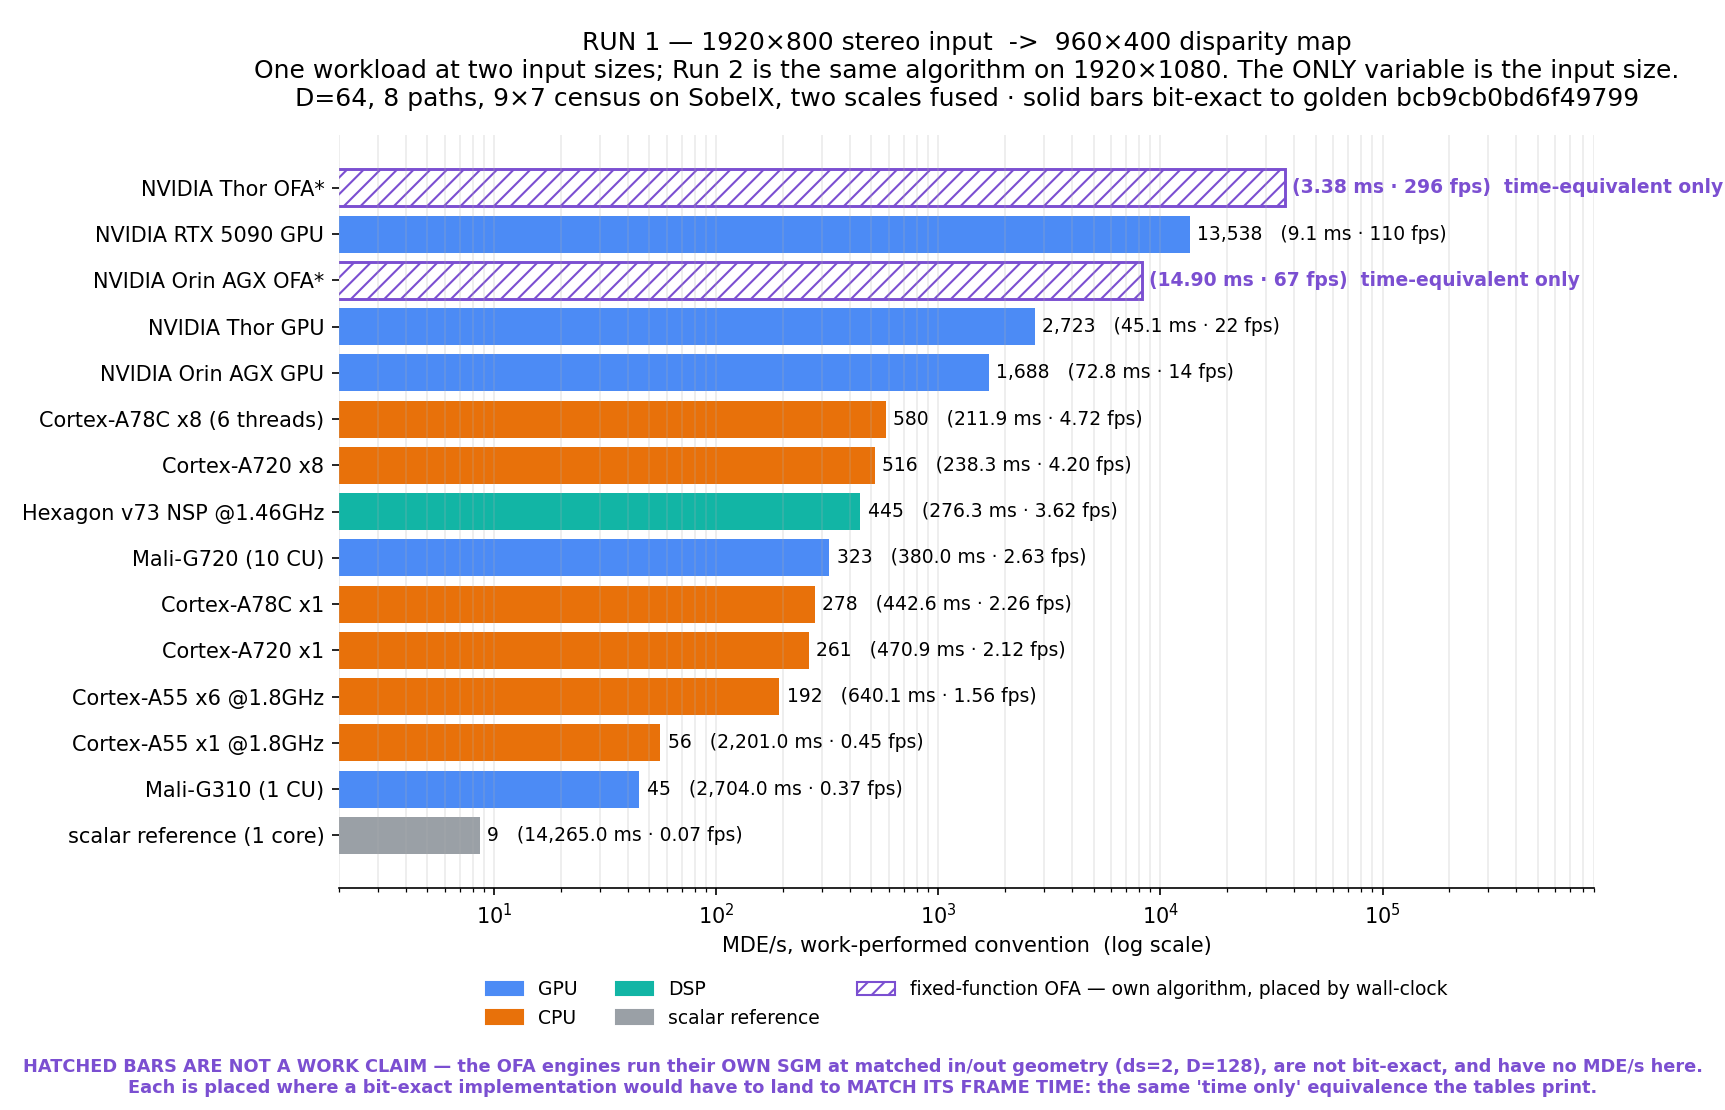 RUN 1 — 1920×800 stereo input  ->  960×400 disparity map
One workload at two input sizes; Run 2 is the same algorithm on 1920×1080. The ONLY variable is the input size.
D=64, 8 paths, 9×7 census on SobelX, two scales fused · solid bars bit-exact to golden bcb9cb0bd6f49799
NVIDIA Thor OFA* (3.38 ms · 296 fps)  time-equivalent only
NVIDIA RTX 5090 GPU 13,538   (9.1 ms · 110 fps)
NVIDIA Orin AGX OFA* (14.90 ms · 67 fps)  time-equivalent only
NVIDIA Thor GPU 2,723   (45.1 ms · 22 fps)
NVIDIA Orin AGX GPU 1,688   (72.8 ms · 14 fps)
Cortex-A78C x8 (6 threads) 580   (211.9 ms · 4.72 fps)
Cortex-A720 x8 516   (238.3 ms · 4.20 fps)
Hexagon v73 NSP @1.46GHz 445   (276.3 ms · 3.62 fps)
Mali-G720 (10 CU) 323   (380.0 ms · 2.63 fps)
Cortex-A78C x1 278   (442.6 ms · 2.26 fps)
Cortex-A720 x1 261   (470.9 ms · 2.12 fps)
Cortex-A55 x6 @1.8GHz 192   (640.1 ms · 1.56 fps)
Cortex-A55 x1 @1.8GHz 56   (2,201.0 ms · 0.45 fps)
Mali-G310 (1 CU) 45   (2,704.0 ms · 0.37 fps)
scalar reference (1 core) 9   (14,265.0 ms · 0.07 fps)
10¹ 10² 10³ 10⁴ 10⁵
MDE/s, work-performed convention  (log scale)
GPU DSP fixed-function OFA — own algorithm, placed by wall-clock
CPU scalar reference
HATCHED BARS ARE NOT A WORK CLAIM — the OFA engines run their OWN SGM at matched in/out geometry (ds=2, D=128), are not bit-exact, and have no MDE/s here.
Each is placed where a bit-exact implementation would have to land to MATCH ITS FRAME TIME: the same 'time only' equivalence the tables print.